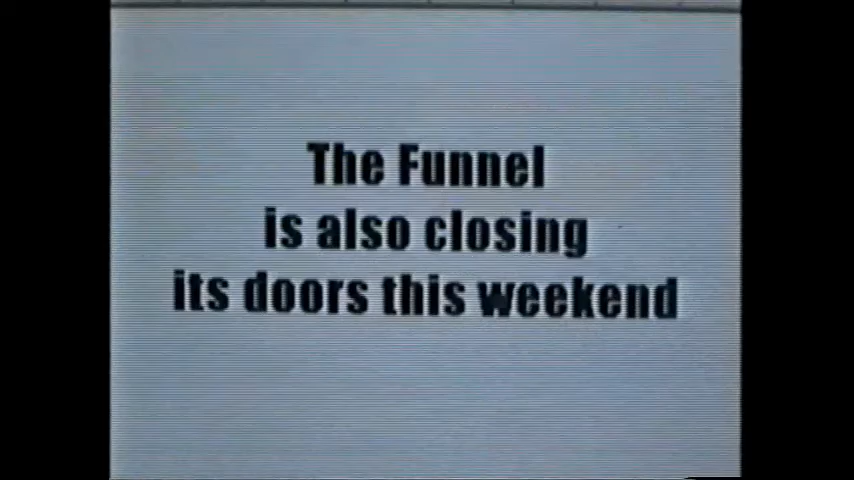 The Funnel
is also closing
its doors this weekend